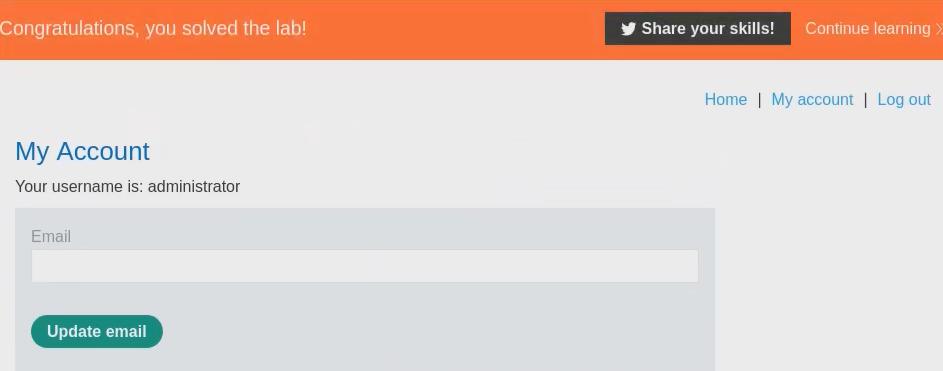 Congratulations, you solved the lab!
Share your skills!
Continue learning
Home | My account | Log out
My Account
Your username is: administrator
Email
Update email